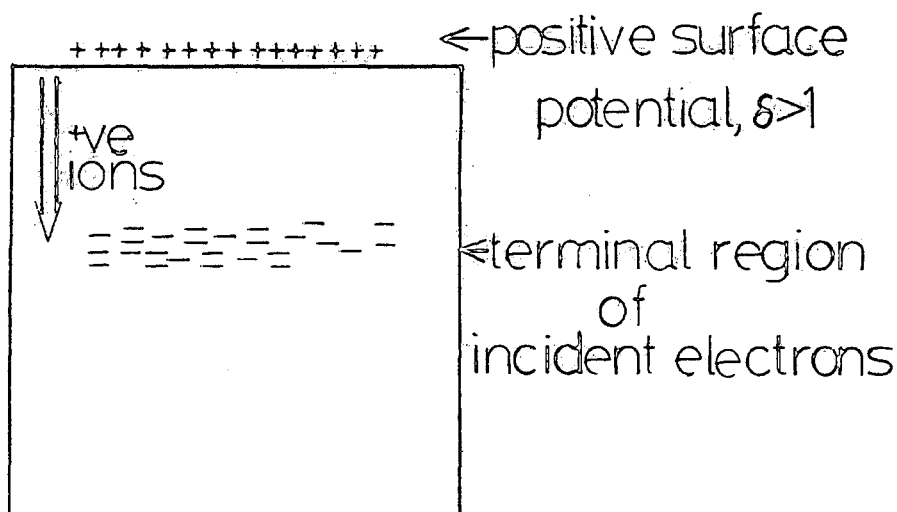 +++ + ++++ +++++++
←positive surface
potential, δ>1
+ve
ions
←terminal region
of
incident electrons